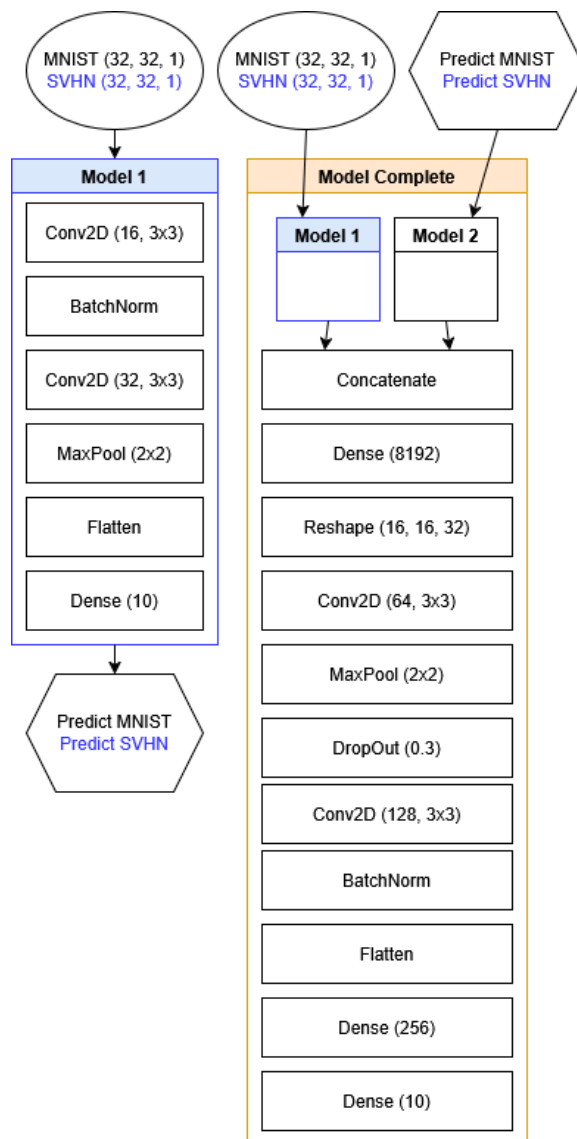 MNIST (32, 32, 1)
SVHN (32, 32, 1)
Model 1
Conv2D (16, 3x3)
BatchNorm
Conv2D (32, 3x3)
MaxPool (2x2)
Flatten
Dense (10)
Predict MNIST
Predict SVHN
MNIST (32, 32, 1)
SVHN (32, 32, 1)
Predict MNIST
Predict SVHN
Model Complete
Model 1
Model 2
Concatenate
Dense (8192)
Reshape (16, 16, 32)
Conv2D (64, 3x3)
MaxPool (2x2)
DropOut (0.3)
Conv2D (128, 3x3)
BatchNorm
Flatten
Dense (256)
Dense (10)